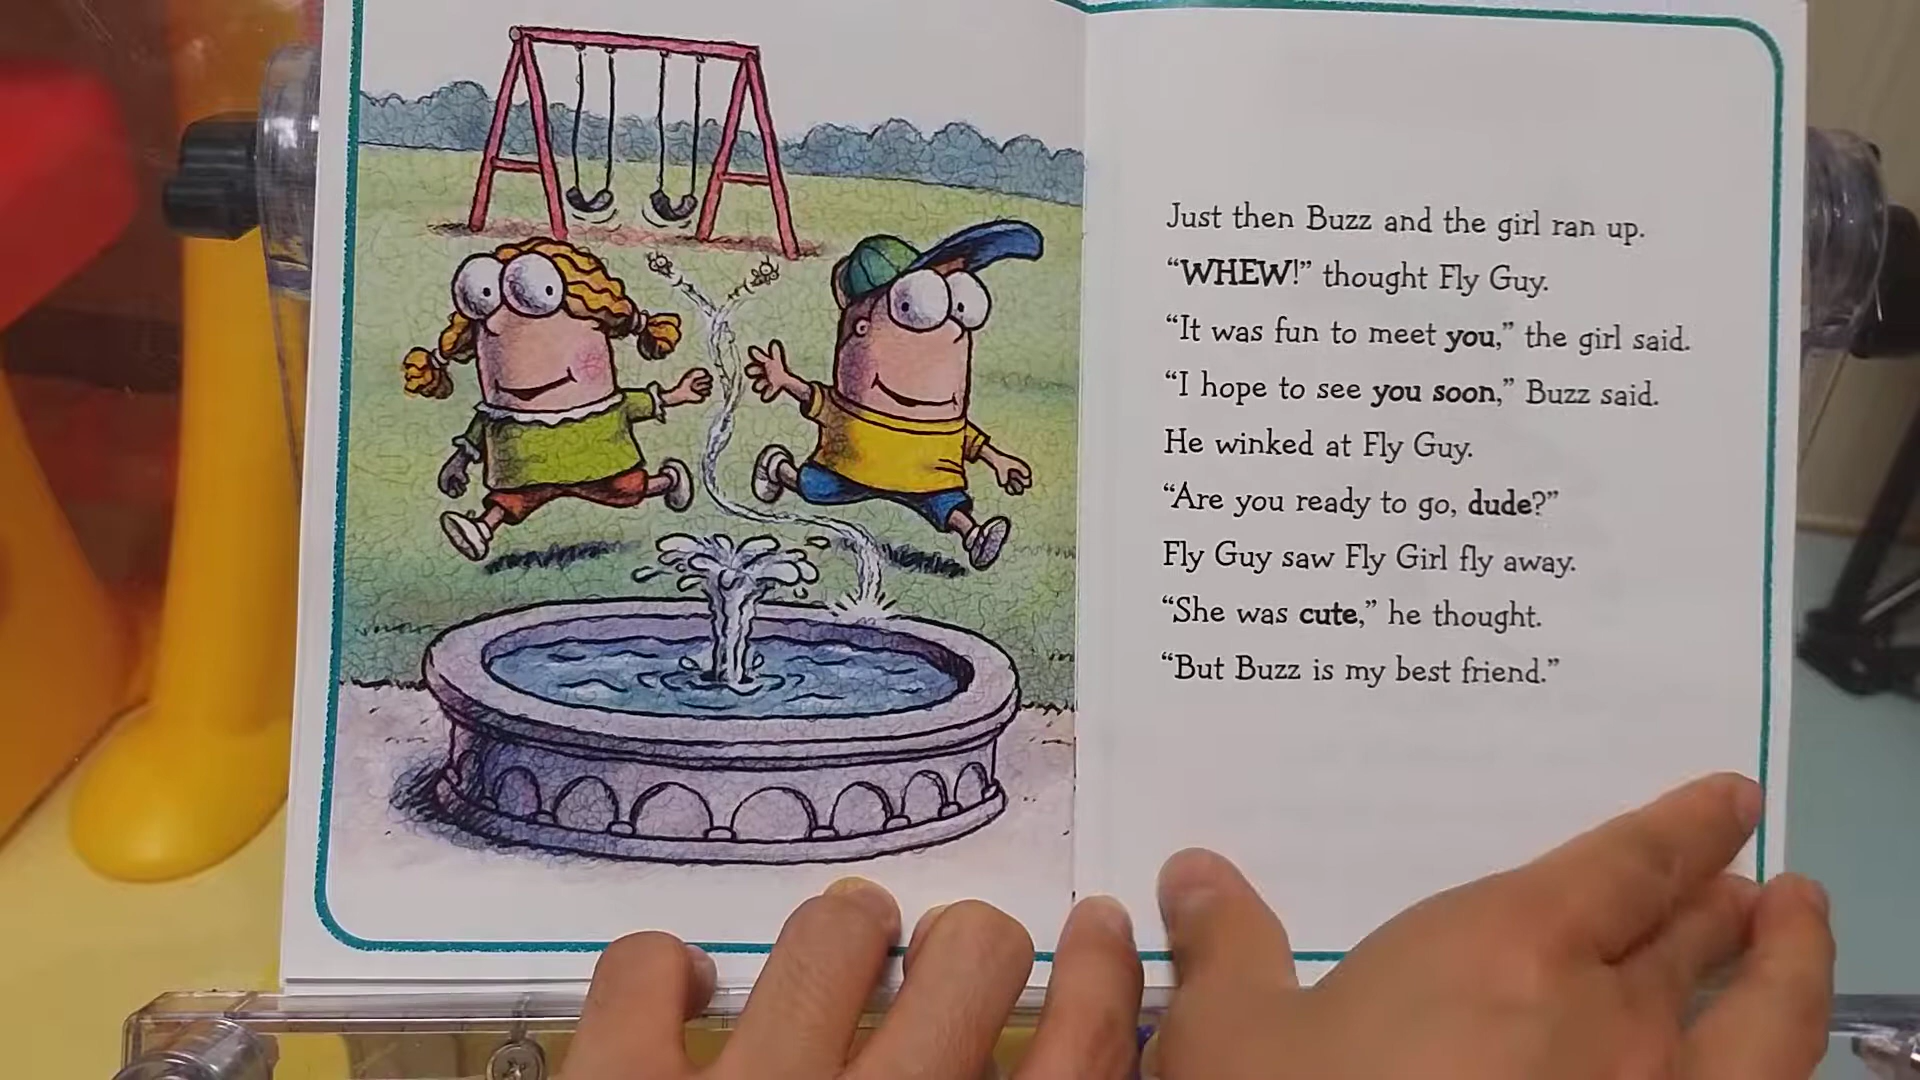 Just then Buzz and the girl ran up.
“WHEW!” thought Fly Guy.
“It was fun to meet you,” the girl said.
“I hope to see you soon,” Buzz said.
He winked at Fly Guy.
“Are you ready to go, dude?”
Fly Guy saw Fly Girl fly away.
“She was cute,” he thought.
“But Buzz is my best friend.”